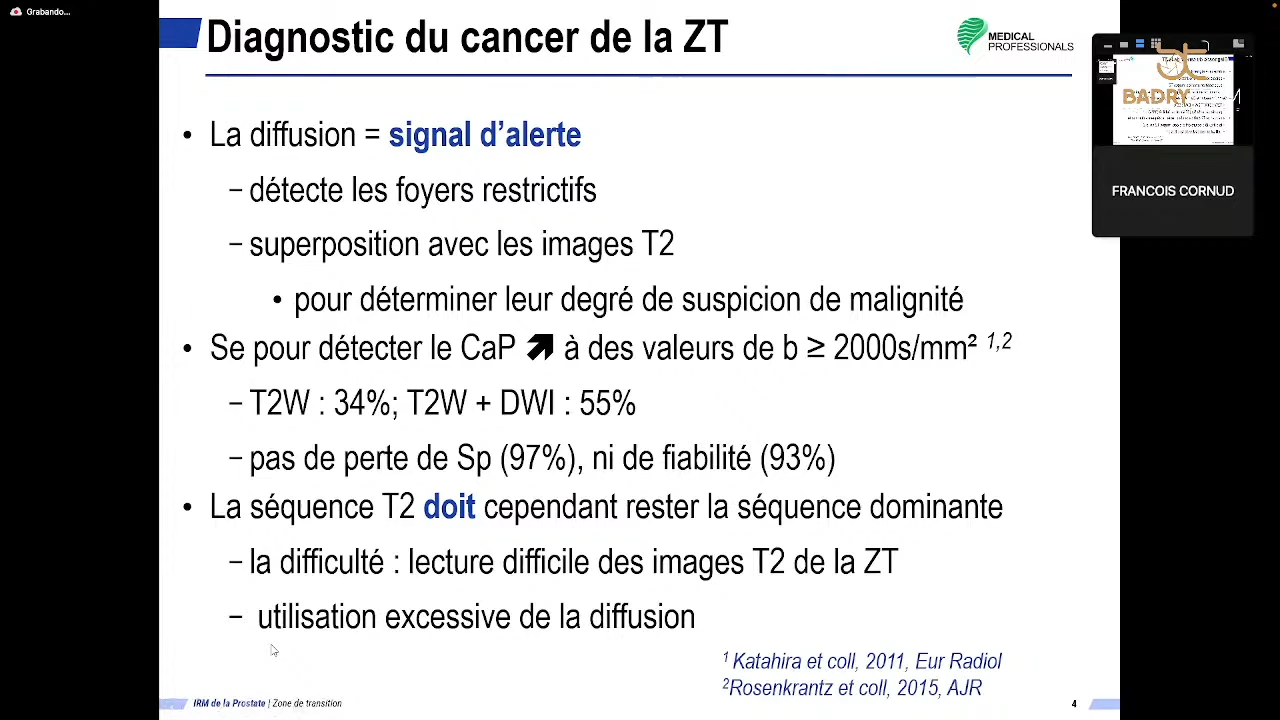 Grabando...
Diagnostic du cancer de la ZT
MEDICAL
PROFESSIONALS
BADRY
FRANCOIS CORNUD
• La diffusion = signal d’alerte
– détecte les foyers restrictifs
– superposition avec les images T2
• pour déterminer leur degré de suspicion de malignité
• Se pour détecter le CaP ↗ à des valeurs de b ≥ 2000s/mm² 1,2
– T2W : 34%; T2W + DWI : 55%
– pas de perte de Sp (97%), ni de fiabilité (93%)
• La séquence T2 doit cependant rester la séquence dominante
– la difficulté : lecture difficile des images T2 de la ZT
– utilisation excessive de la diffusion
1 Katahira et coll, 2011, Eur Radiol
2Rosenkrantz et coll, 2015, AJR
IRM de la Prostate | Zone de transition
4